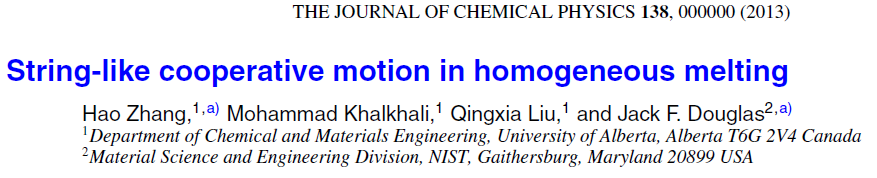 THE JOURNAL OF CHEMICAL PHYSICS 138, 000000 (2013)
String-like cooperative motion in homogeneous melting
Hao Zhang,1,a) Mohammad Khalkhali,1 Qingxia Liu,1 and Jack F. Douglas2,a)
1Department of Chemical and Materials Engineering, University of Alberta, Alberta T6G 2V4 Canada
2Material Science and Engineering Division, NIST, Gaithersburg, Maryland 20899 USA